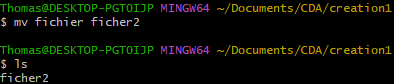 Thomas@DESKTOP-PGTOIJP MINGW64 ~/Documents/CDA/creation1
$ mv fichier ficher2
Thomas@DESKTOP-PGTOIJP MINGW64 ~/Documents/CDA/creation1
$ ls
ficher2